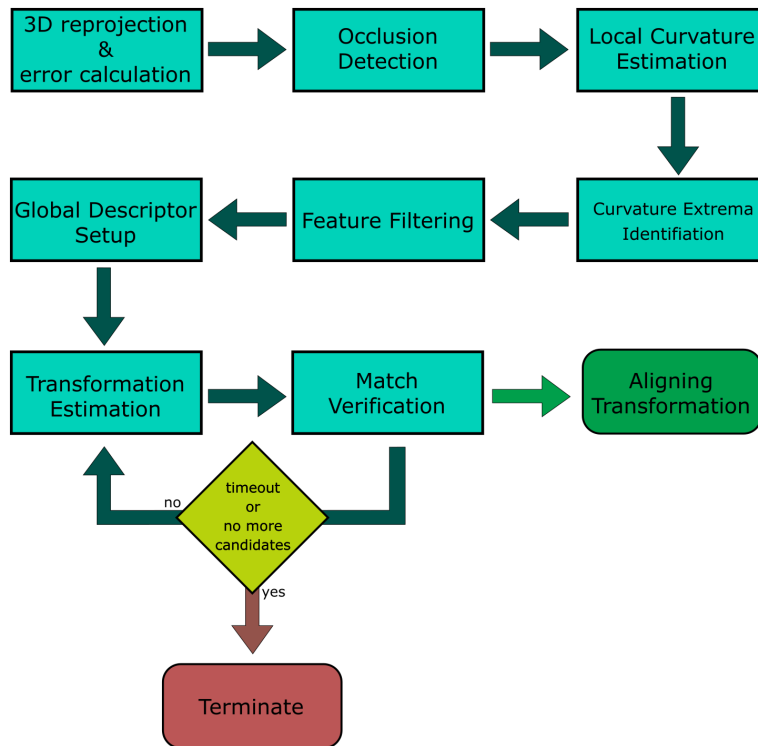 3D reprojection
&
error calculation
Occlusion
Detection
Local Curvature
Estimation
Global Descriptor
Setup
Feature Filtering
Curvature Extrema
Identifiation
Transformation
Estimation
Match
Verification
Aligning
Transformation
no
timeout
or
no more
candidates
yes
Terminate